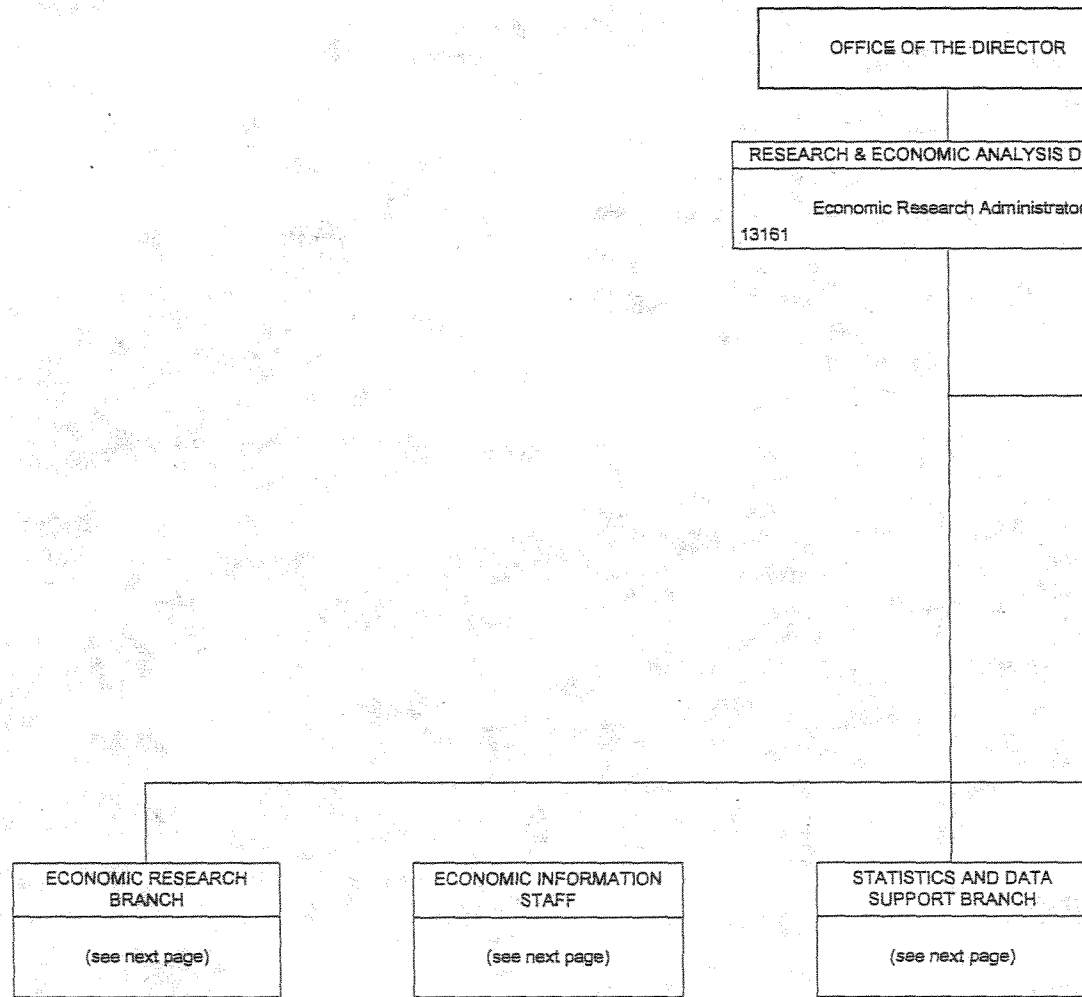 OFFICE OF THE DIRECTOR
RESEARCH & ECONOMIC ANALYSIS D
Economic Research Administrator
13161
ECONOMIC RESEARCH
BRANCH
(see next page)
ECONOMIC INFORMATION
STAFF
(see next page)
STATISTICS AND DATA
SUPPORT BRANCH
(see next page)